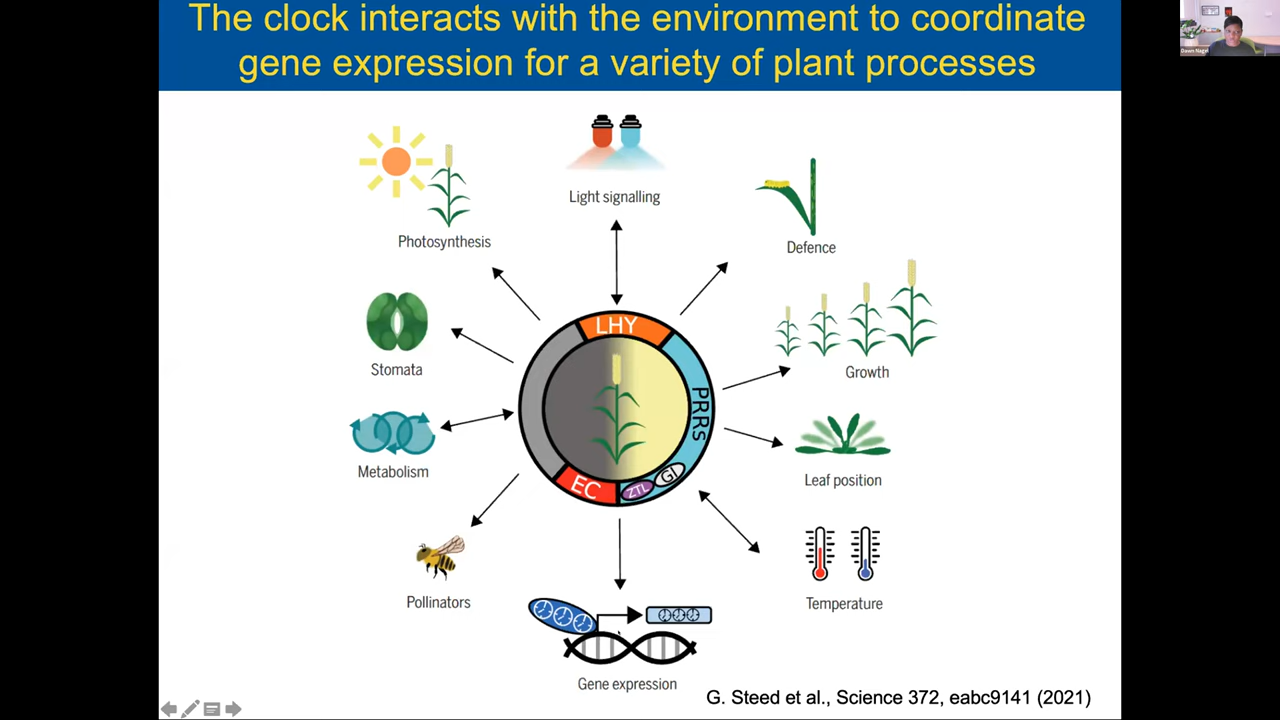 The clock interacts with the environment to coordinate
gene expression for a variety of plant processes
Dawn Nagel
Light signalling
Photosynthesis
Defence
Stomata
Growth
Metabolism
Leaf position
Pollinators
Temperature
Gene expression
LHY
PRRs
GI
ZTL
EC
G. Steed et al., Science 372, eabc9141 (2021)